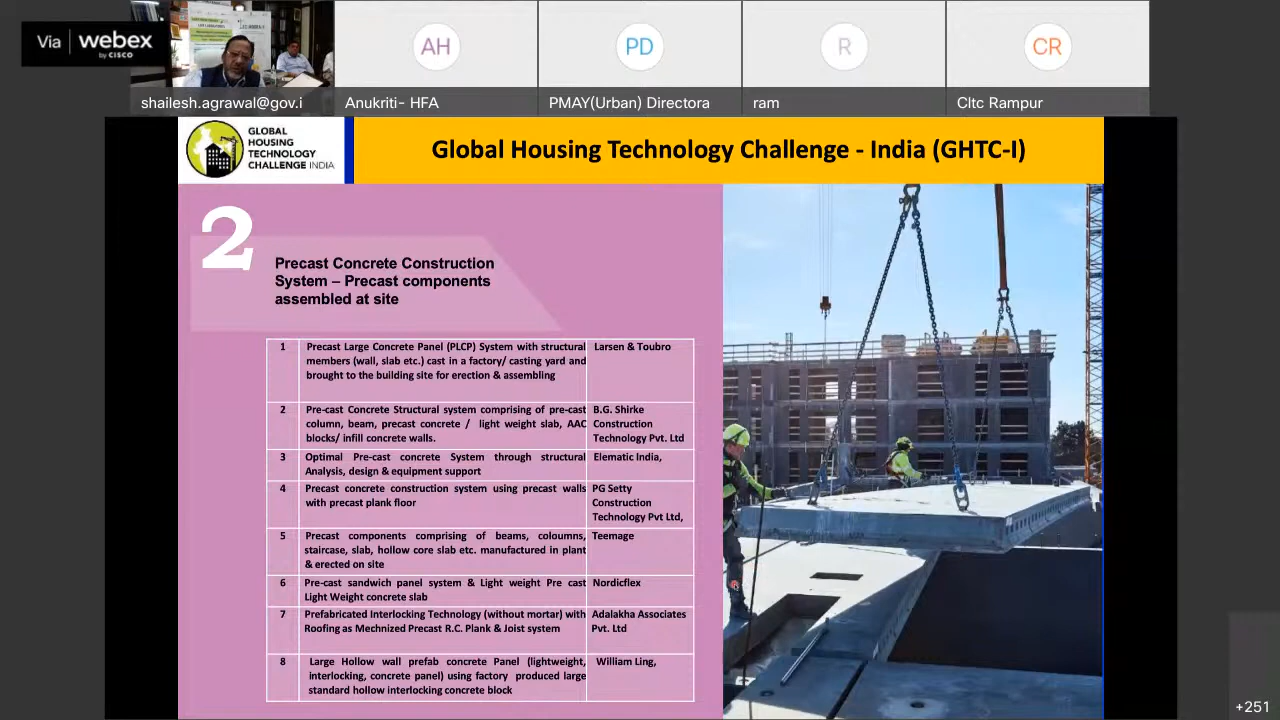 Via webex
by CISCO
AH
PD
R
CR
shailesh.agrawal@gov.i
Anukriti- HFA
PMAY(Urban) Directora
ram
Cltc Rampur
GLOBAL
HOUSING
TECHNOLOGY
CHALLENGE INDIA
Global Housing Technology Challenge - India (GHTC-I)
2
Precast Concrete Construction
System – Precast components
assembled at site
1 Precast Large Concrete Panel (PLCP) System with structural Larsen & Toubro
members (wall, slab etc.) cast in a factory/ casting yard and
brought to the building site for erection & assembling
2 Pre-cast Concrete Structural system comprising of pre-cast B.G. Shirke
column, beam, precast concrete / light weight slab, AAC Construction
blocks/ infill concrete walls. Technology Pvt. Ltd
3 Optimal Pre-cast concrete System through structural Elematic India,
Analysis, design & equipment support
4 Precast concrete construction system using precast walls PG Setty
with precast plank floor Construction
Technology Pvt Ltd,
5 Precast components comprising of beams, coloumns, Teemage
staircase, slab, hollow core slab etc. manufactured in plant
& erected on site
6 Pre-cast sandwich panel system & Light weight Pre cast Nordicflex
Light Weight concrete slab
7 Prefabricated Interlocking Technology (without mortar) with Adalakha Associates
Roofing as Mechnized Precast R.C. Plank & Joist system Pvt. Ltd
8 Large Hollow wall prefab concrete Panel (lightweight, William Ling,
interlocking, concrete panel) using factory produced large
standard hollow interlocking concrete block
+251